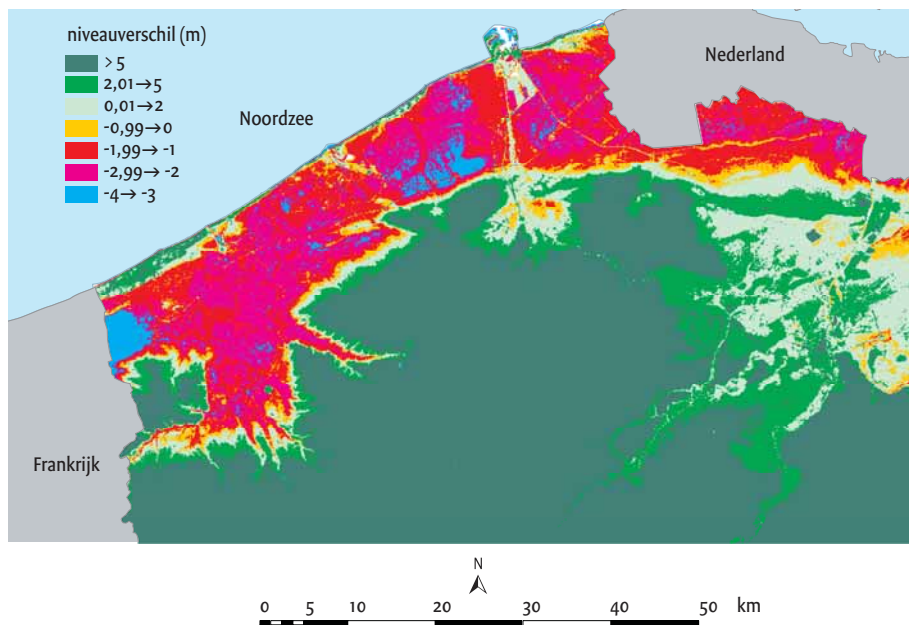 niveauverschil (m)
> 5
2,01→5
0,01→2
-0,99→0
-1,99→ -1
-2,99→ -2
-4→ -3
Noordzee
Nederland
Frankrijk
N
0 5 10 20 30 40 50 km